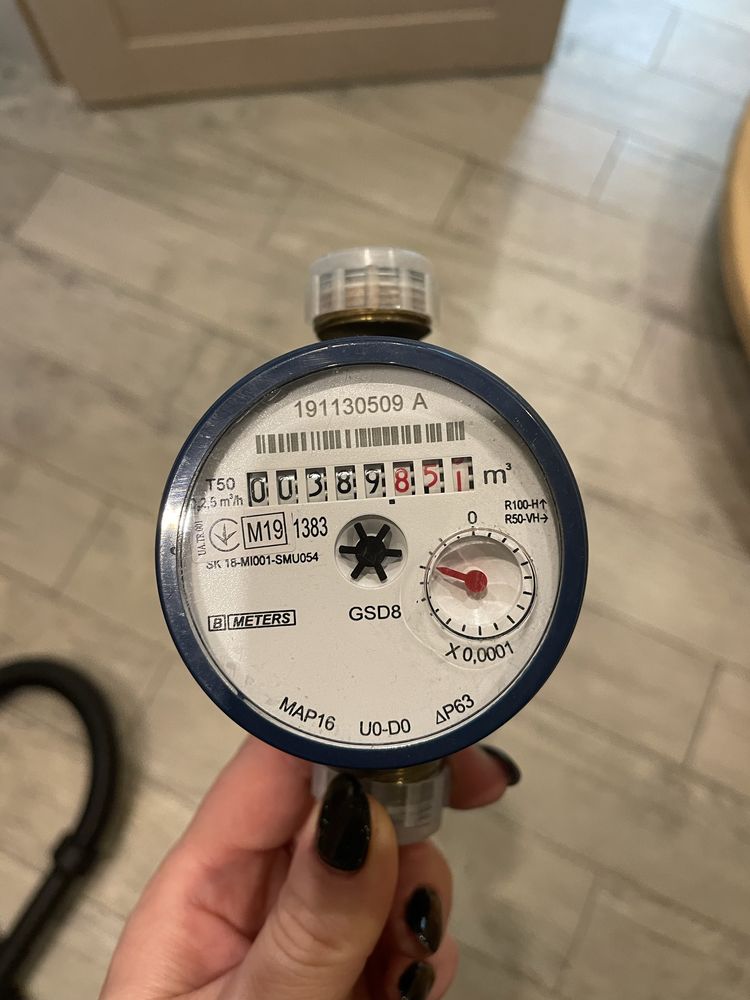 191130509 A
T50
2,5 m³/h
00389851 m³
R100-H↑
R50-VH→
UA.TR.001
M19 1383
SK 18-MI001-SMU054
0
B METERS
GSD8
X 0,0001
MAP16 U0-D0 ΔP63